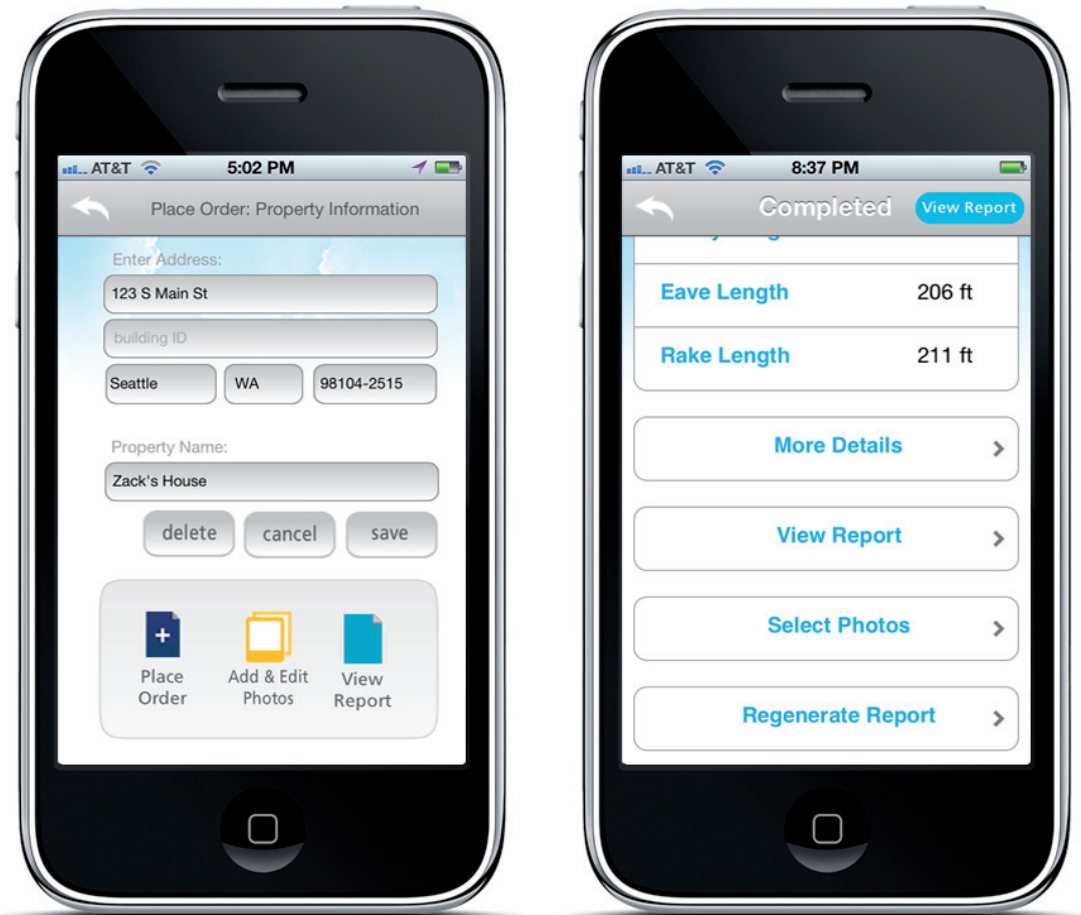 AT&T 5:02 PM
Place Order: Property Information
Enter Address:
123 S Main St
building ID
Seattle WA 98104-2515
Property Name:
Zack's House
delete cancel save
Place Order
Add & Edit Photos
View Report
AT&T 8:37 PM
Completed View Report
Eave Length 206 ft
Rake Length 211 ft
More Details
View Report
Select Photos
Regenerate Report